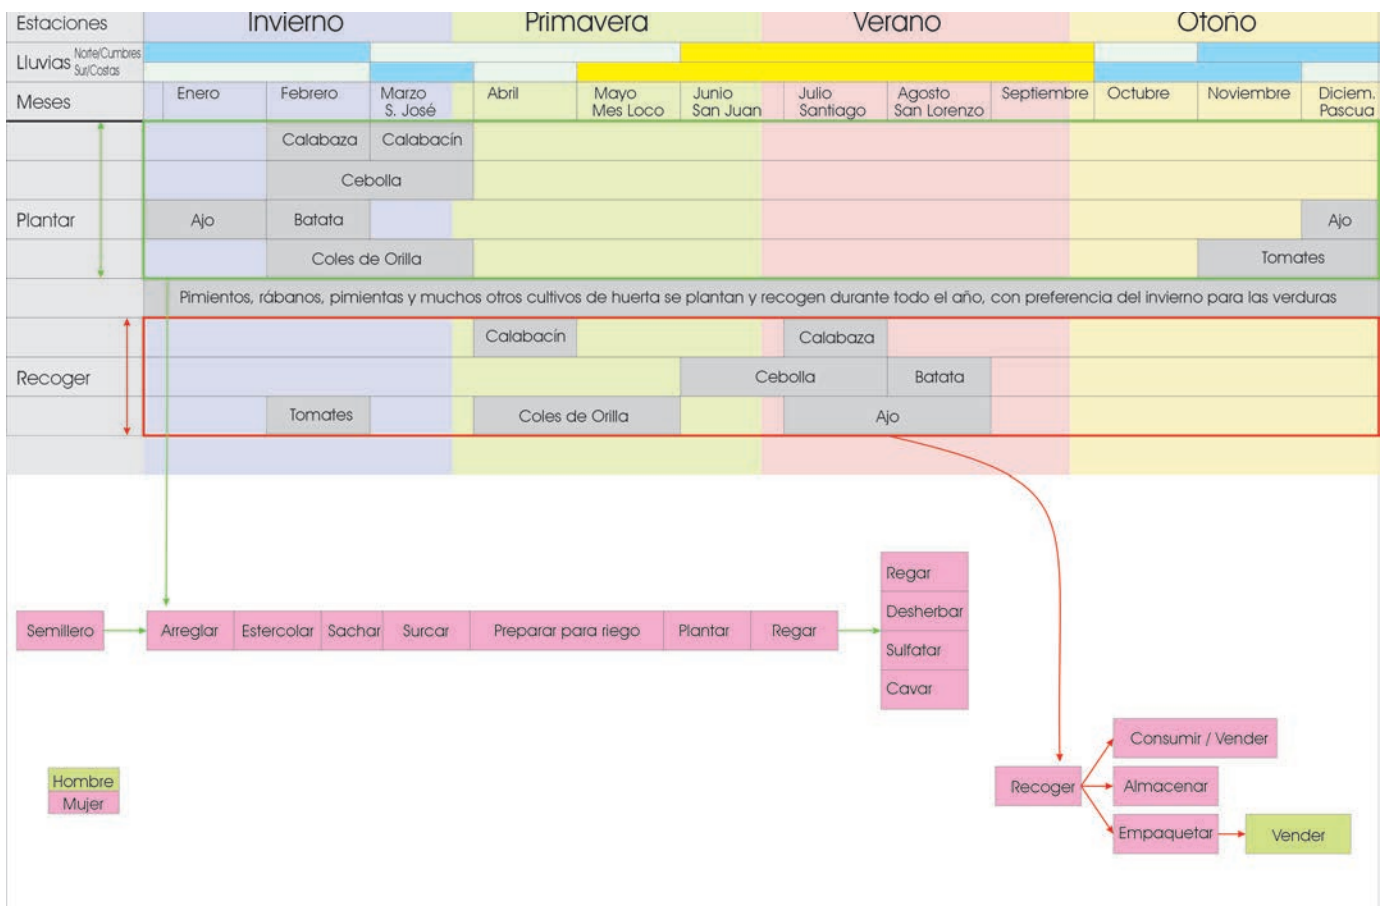 Estaciones Invierno Primavera Verano Otoño
Lluvias Norte/Cumbres
Sur/Costas
Meses Enero Febrero Marzo Abril Mayo Junio Julio Agosto Septiembre Octubre Noviembre Diciem.
S. José Mes Loco San Juan Santiago San Lorenzo Pascua
Calabaza Calabacín
Cebolla
Plantar Ajo Batata Ajo
Coles de Orilla Tomates
Pimientos, rábanos, pimientas y muchos otros cultivos de huerta se plantan y recogen durante todo el año, con preferencia del invierno para las verduras
Calabacín Calabaza
Recoger Cebolla Batata
Tomates Coles de Orilla Ajo
Regar
Desherbar
Semillero Arreglar Estercolar Sachar Surcar Preparar para riego Plantar Regar
Sulfatar
Cavar
Consumir / Vender
Hombre
Mujer
Recoger Almacenar
Empaquetar Vender